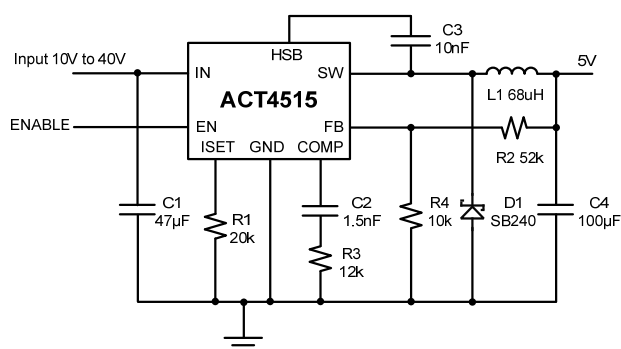 C3
10nF
HSB
Input 10V to 40V
IN
SW
5V
ACT4515
L1 68uH
ENABLE
EN
FB
ISET
GND
COMP
R2 52k
C1
47µF
R1
20k
C2
1.5nF
R3
12k
R4
10k
D1
SB240
C4
100µF